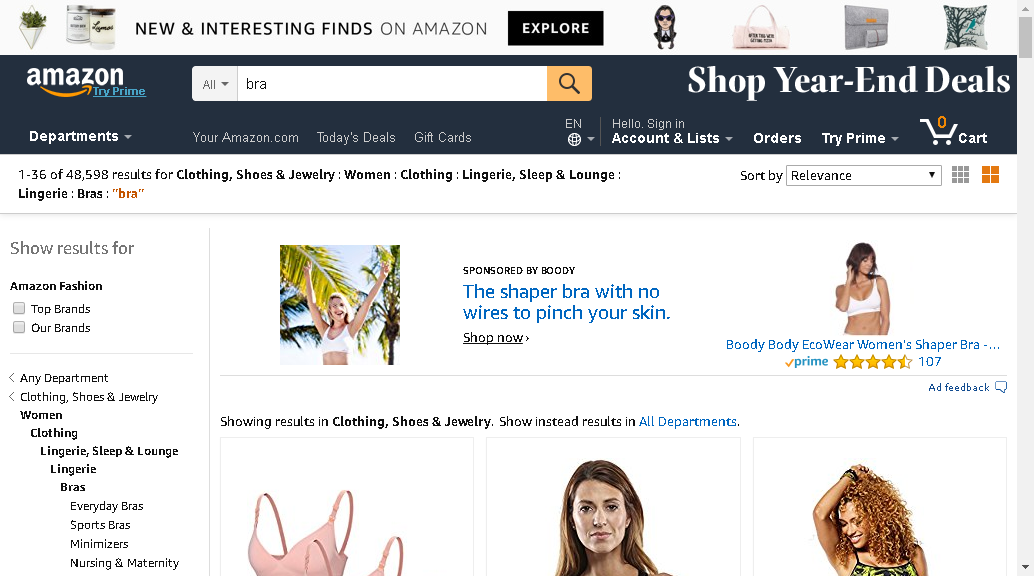 NEW & INTERESTING FINDS ON AMAZON
EXPLORE
amazon
Try Prime
All
bra
Shop Year-End Deals
Departments
Your Amazon.com
Today's Deals
Gift Cards
EN
Hello. Sign in
Account & Lists
Orders
Try Prime
0
Cart
1-36 of 48,598 results for Clothing, Shoes & Jewelry : Women : Clothing : Lingerie, Sleep & Lounge :
Lingerie : Bras : "bra"
Sort by
Relevance
Show results for
Amazon Fashion
Top Brands
Our Brands
Any Department
Clothing, Shoes & Jewelry
Women
Clothing
Lingerie, Sleep & Lounge
Lingerie
Bras
Everyday Bras
Sports Bras
Minimizers
Nursing & Maternity
SPONSORED BY BOODY
The shaper bra with no
wires to pinch your skin.
Shop now ›
Boody Body EcoWear Women's Shaper Bra -...
prime
107
Ad feedback
Showing results in Clothing, Shoes & Jewelry. Show instead results in All Departments.